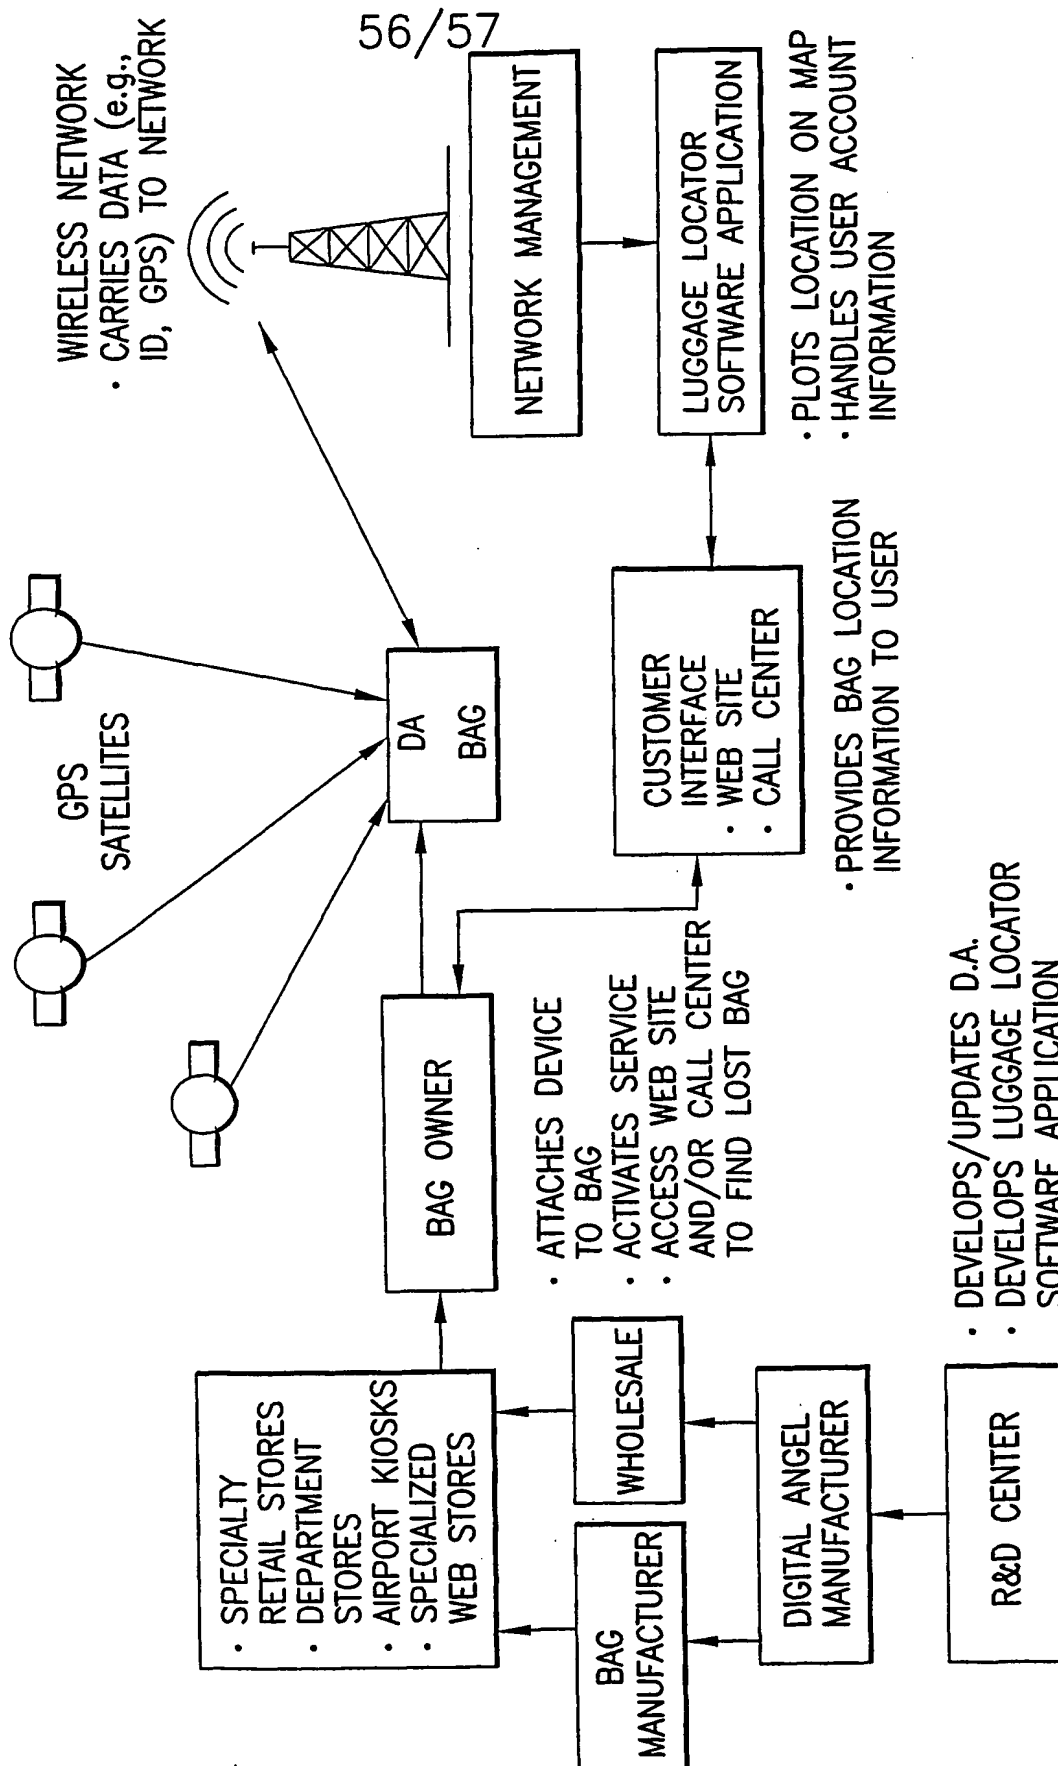 56/57
WIRELESS NETWORK
· CARRIES DATA (e.g.,
ID, GPS) TO NETWORK
GPS
SATELLITES
NETWORK MANAGEMENT
LUGGAGE LOCATOR
SOFTWARE APPLICATION
· PLOTS LOCATION ON MAP
· HANDLES USER ACCOUNT
INFORMATION
DA
BAG
CUSTOMER
INTERFACE
· WEB SITE
· CALL CENTER
· PROVIDES BAG LOCATION
INFORMATION TO USER
BAG OWNER
· ATTACHES DEVICE
TO BAG
· ACTIVATES SERVICE
· ACCESS WEB SITE
AND/OR CALL CENTER
TO FIND LOST BAG
· SPECIALTY
RETAIL STORES
· DEPARTMENT
STORES
· AIRPORT KIOSKS
· SPECIALIZED
WEB STORES
WHOLESALE
BAG
MANUFACTURER
DIGITAL ANGEL
MANUFACTURER
R&D CENTER
· DEVELOPS/UPDATES D.A.
· DEVELOPS LUGGAGE LOCATOR
SOFTWARE APPLICATION